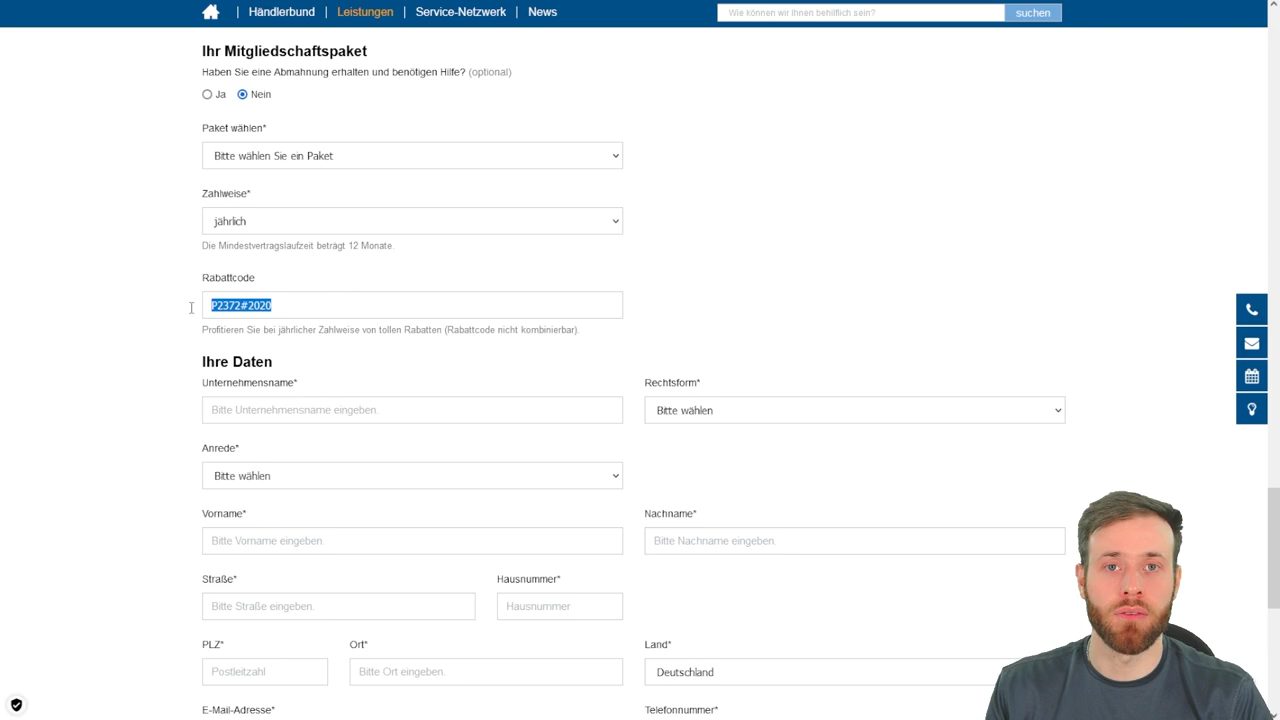 Händlerbund
Leistungen
Service-Netzwerk
News
Wie können wir Ihnen behilflich sein?
suchen
Ihr Mitgliedschaftspaket
Haben Sie eine Abmahnung erhalten und benötigen Hilfe? (optional)
Ja
Nein
Paket wählen*
Bitte wählen Sie ein Paket
Zahlweise*
jährlich
Die Mindestvertragslaufzeit beträgt 12 Monate.
Rabattcode
P2372#2020
Profitieren Sie bei jährlicher Zahlweise von tollen Rabatten (Rabattcode nicht kombinierbar).
Ihre Daten
Unternehmensname*
Rechtsform*
Bitte Unternehmensname eingeben.
Bitte wählen
Anrede*
Bitte wählen
Vorname*
Nachname*
Bitte Vorname eingeben.
Bitte Nachname eingeben.
Straße*
Hausnummer*
Bitte Straße eingeben.
Hausnummer
PLZ*
Ort*
Land*
Postleitzahl
Bitte Ort eingeben.
Deutschland
E-Mail-Adresse*
Telefonnummer*